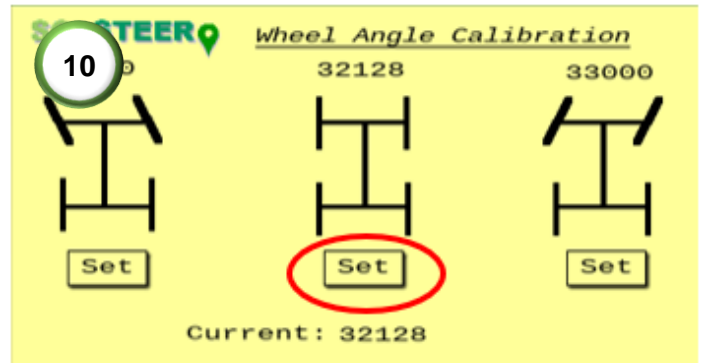 STEER Wheel Angle Calibration
10 32128 33000
Set Set Set
Current: 32128